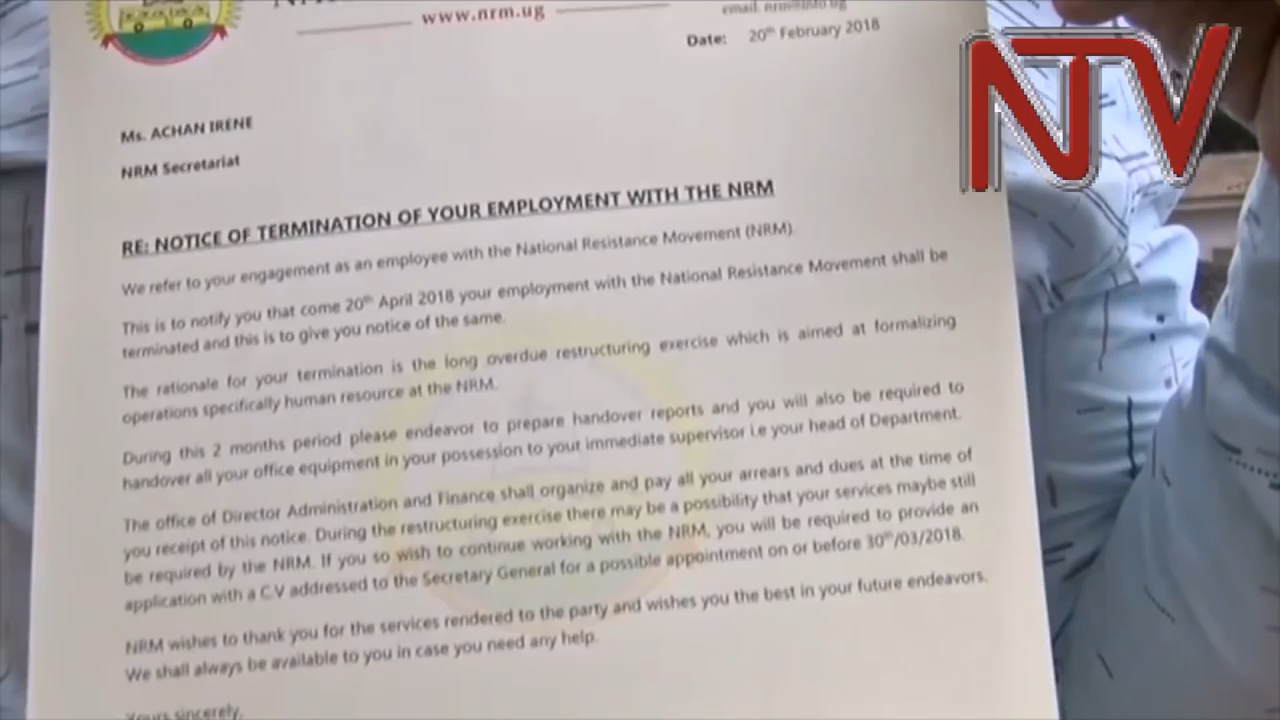 www.nrm.ug
email. nrm@info.ug
Date: 20th February 2018
NTV
Ms. ACHAN IRENE
NRM Secretariat
RE: NOTICE OF TERMINATION OF YOUR EMPLOYMENT WITH THE NRM
We refer to your engagement as an employee with the National Resistance Movement (NRM).
This is to notify you that come 20th April 2018 your employment with the National Resistance Movement shall be
terminated and this is to give you notice of the same.
The rationale for your termination is the long overdue restructuring exercise which is aimed at formalizing
operations specifically human resource at the NRM.
During this 2 months period please endeavor to prepare handover reports and you will also be required to
handover all your office equipment in your possession to your immediate supervisor i.e your head of Department.
The office of Director Administration and Finance shall organize and pay all your arrears and dues at the time of
you receipt of this notice. During the restructuring exercise there may be a possibility that your services maybe still
be required by the NRM. If you so wish to continue working with the NRM, you will be required to provide an
application with a C.V addressed to the Secretary General for a possible appointment on or before 30th/03/2018.
NRM wishes to thank you for the services rendered to the party and wishes you the best in your future endeavors.
We shall always be available to you in case you need any help.
Yours sincerely,